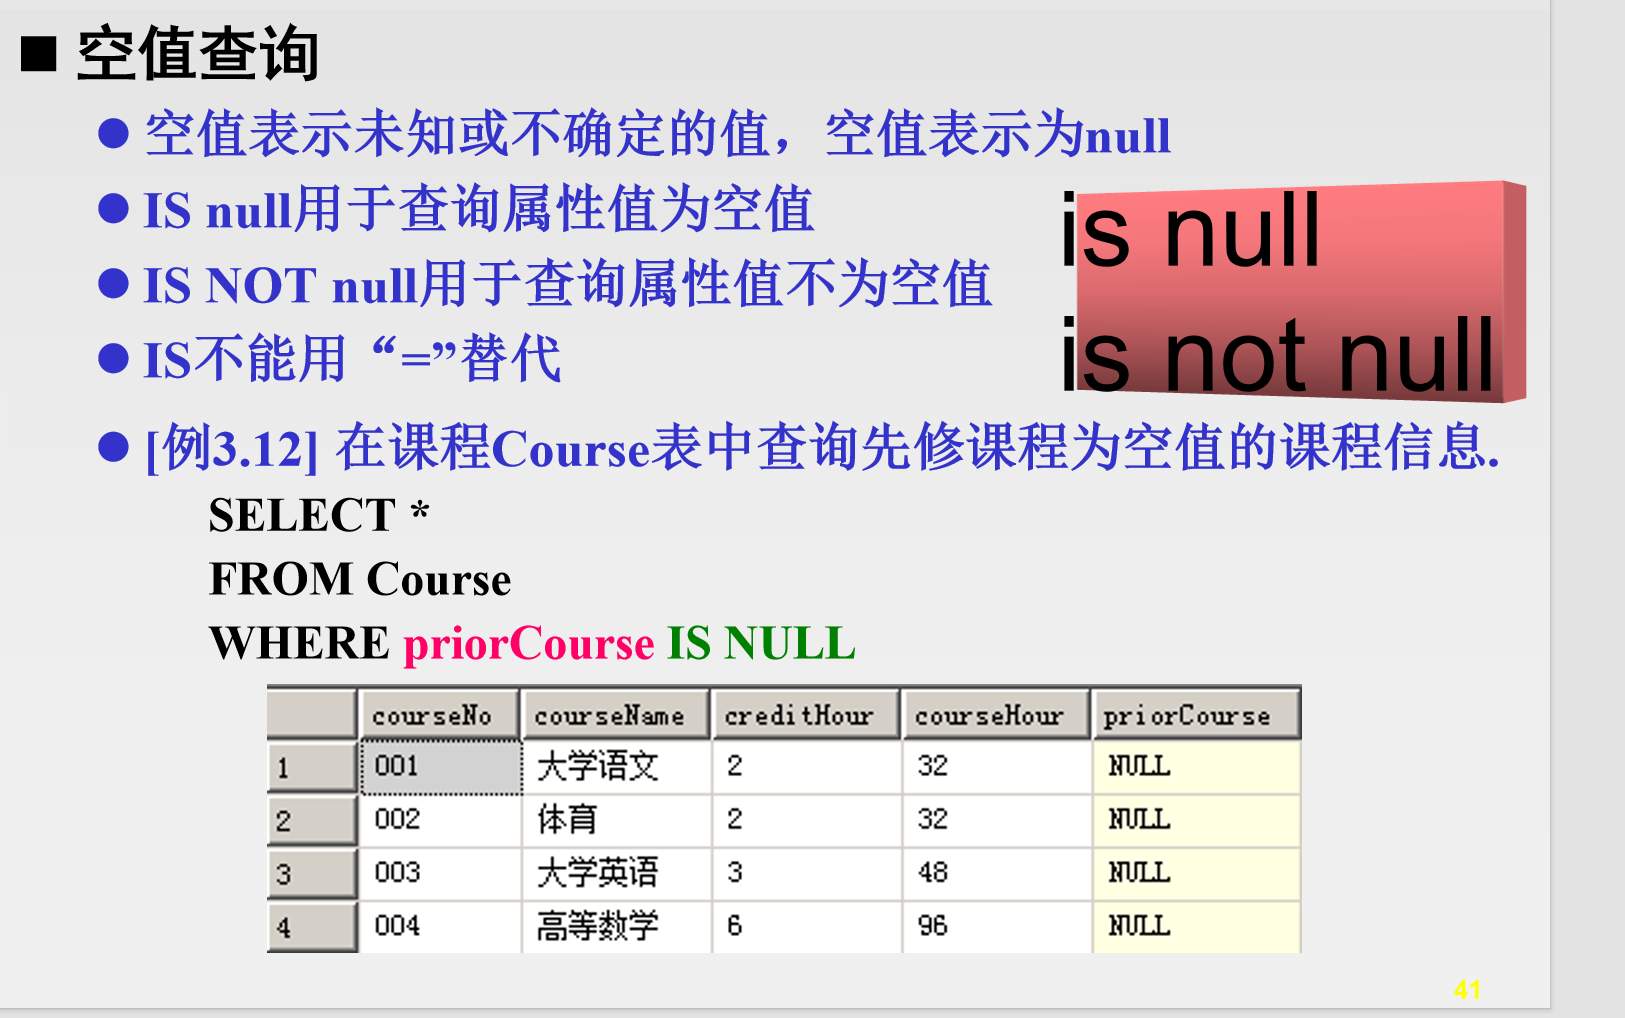 ■ 空值查询
● 空值表示未知或不确定的值，空值表示为null
● IS null用于查询属性值为空值
● IS NOT null用于查询属性值不为空值
● IS不能用“=”替代
is null
is not null
● [例3.12] 在课程Course表中查询先修课程为空值的课程信息.
SELECT *
FROM Course
WHERE priorCourse IS NULL
courseNo courseName creditHour courseHour priorCourse
1 001 大学语文 2 32 NULL
2 002 体育 2 32 NULL
3 003 大学英语 3 48 NULL
4 004 高等数学 6 96 NULL
41